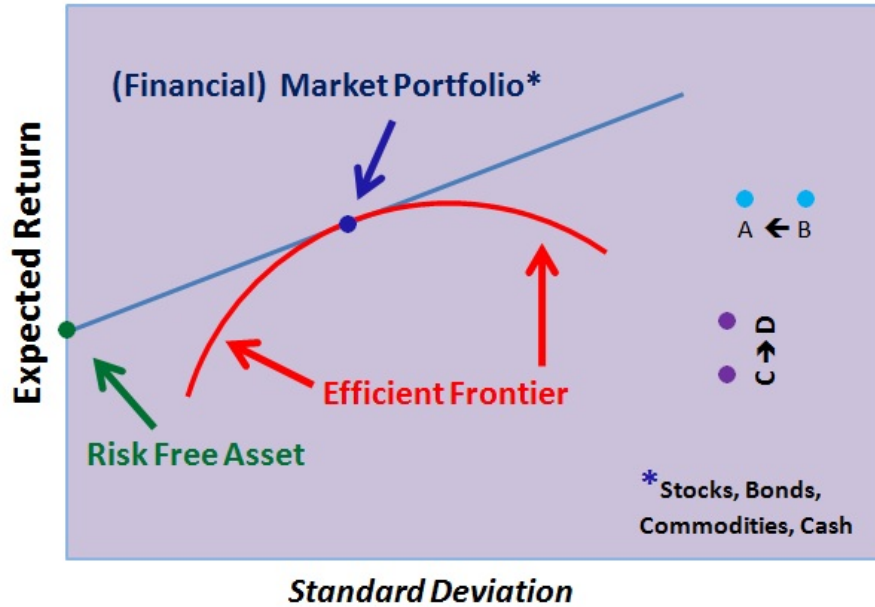 (Financial) Market Portfolio*
Expected Return
A ← B
C → D
Efficient Frontier
Risk Free Asset
*Stocks, Bonds,
Commodities, Cash
Standard Deviation